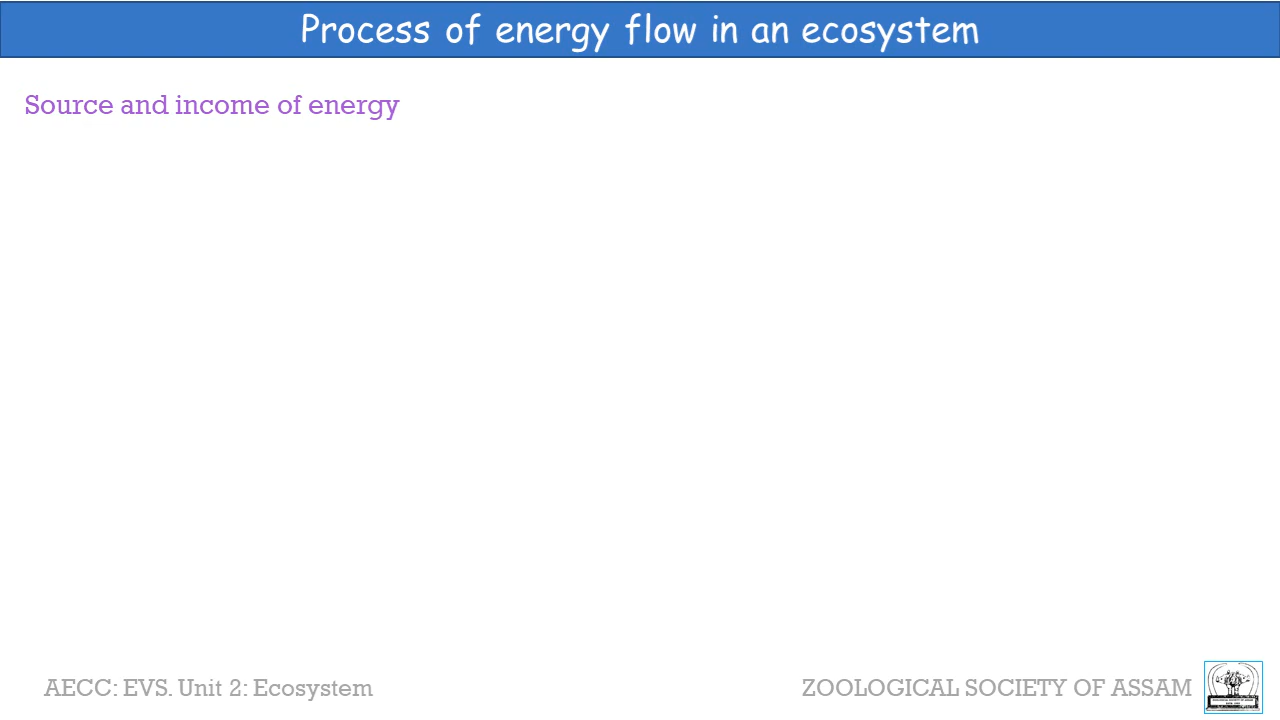 Process of energy flow in an ecosystem
Source and income of energy
AECC: EVS. Unit 2: Ecosystem
ZOOLOGICAL SOCIETY OF ASSAM